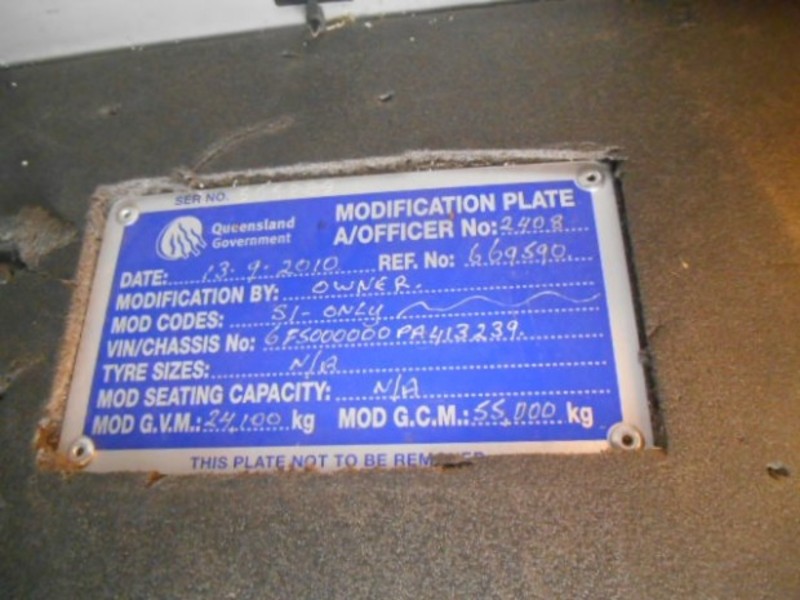 SER NO.
Queensland Government
MODIFICATION PLATE
A/OFFICER No: 2408
DATE: 13.9.2010 REF. No: 669590
MODIFICATION BY: OWNER.
MOD CODES: S1- ONLY
VIN/CHASSIS No: 6F5000000PA413239.
TYRE SIZES: N/A
MOD SEATING CAPACITY: N/A
MOD G.V.M.: 24,100 kg MOD G.C.M.: 55,000 kg
THIS PLATE NOT TO BE REMOVED